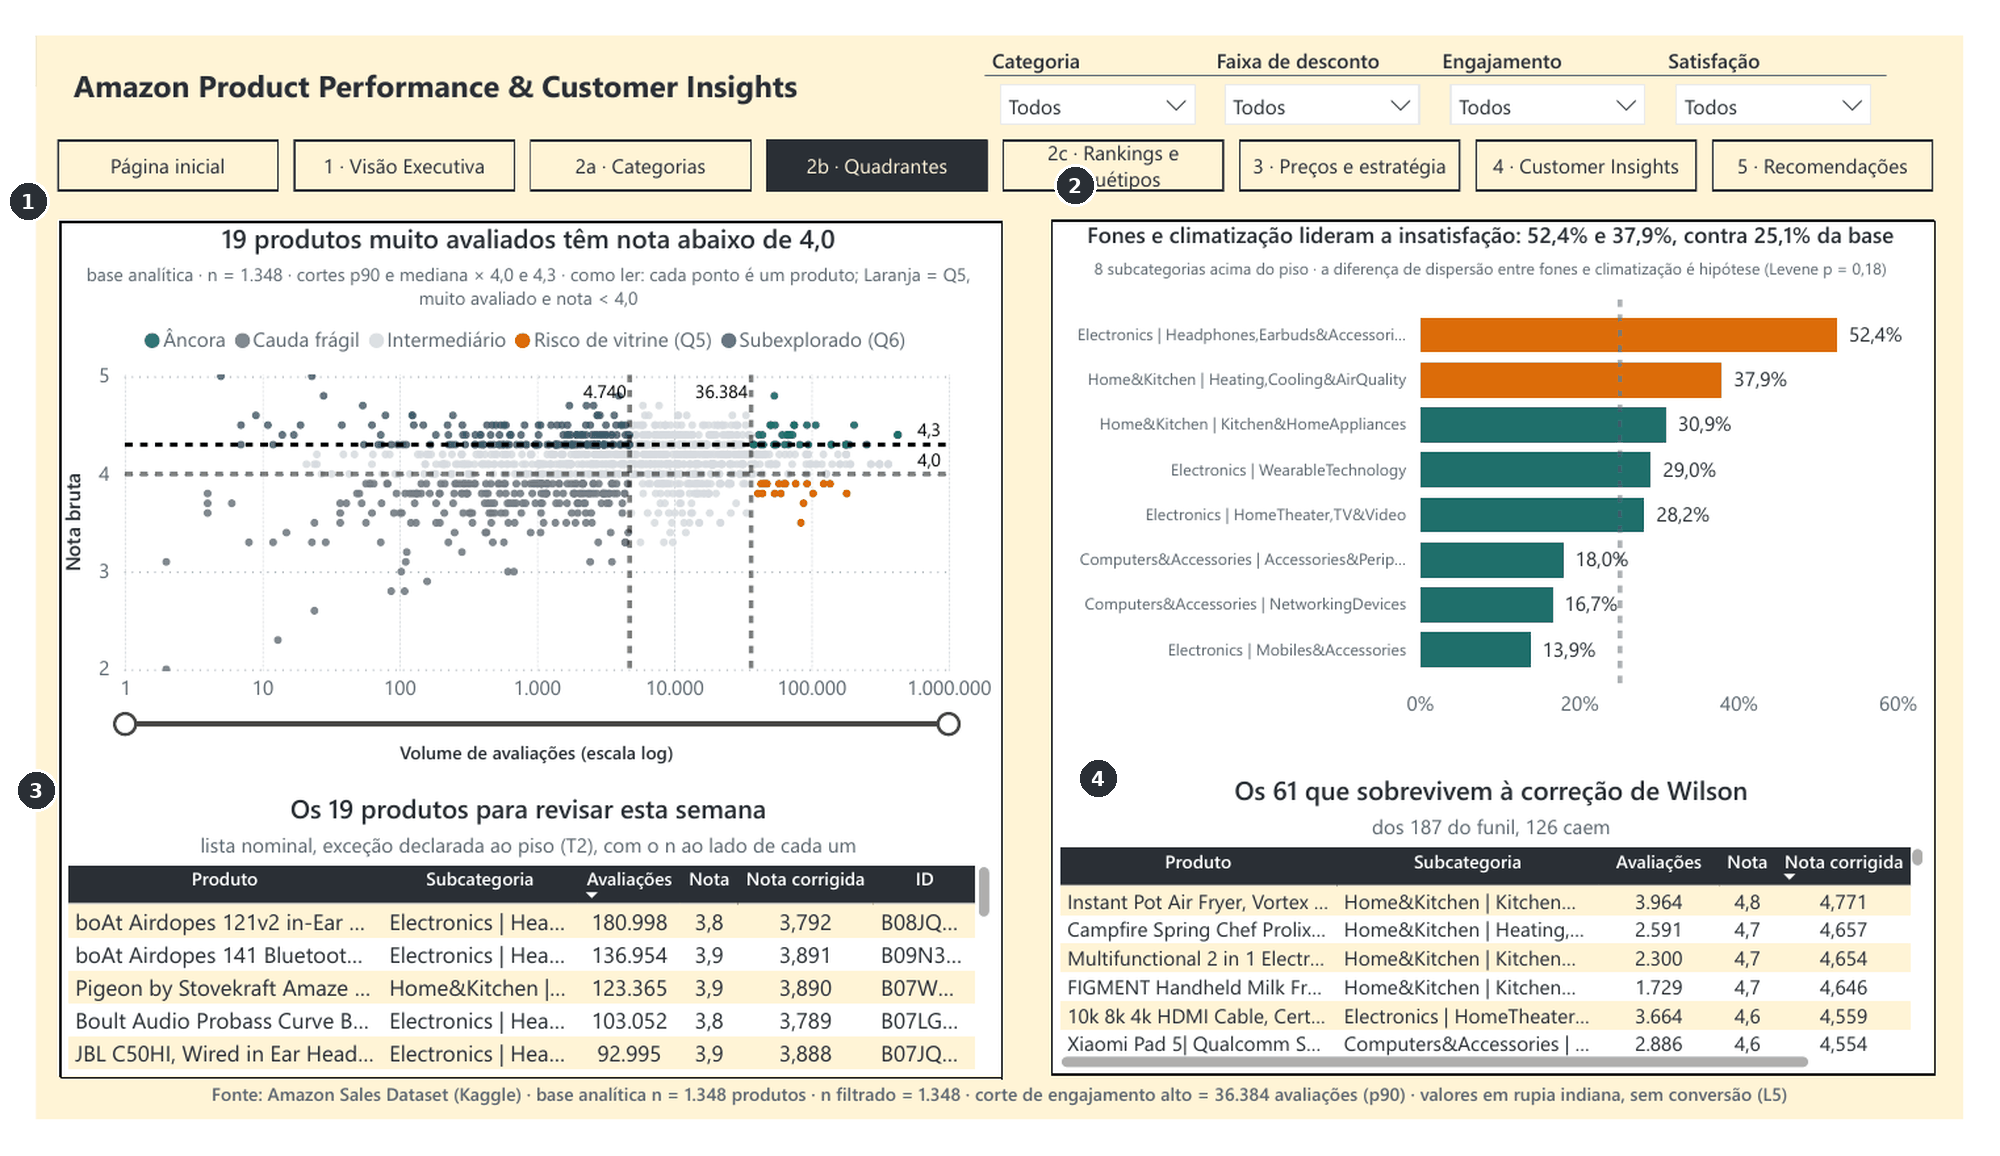 Amazon Product Performance & Customer Insights
Categoria
Faixa de desconto
Engajamento
Satisfação
Todos
Todos
Todos
Todos
Página inicial
1 · Visão Executiva
2a · Categorias
2b · Quadrantes
2c · Rankings e
uétipos
3 · Preços e estratégia
4 · Customer Insights
5 · Recomendações
1
2
19 produtos muito avaliados têm nota abaixo de 4,0
base analítica · n = 1.348 · cortes p90 e mediana × 4,0 e 4,3 · como ler: cada ponto é um produto; Laranja = Q5,
muito avaliado e nota < 4,0
Âncora
Cauda frágil
Intermediário
Risco de vitrine (Q5)
Subexplorado (Q6)
Nota bruta
5
4
3
2
4.740
36.384
4,3
4,0
1
10
100
1.000
10.000
100.000
1.000.000
Volume de avaliações (escala log)
Fones e climatização lideram a insatisfação: 52,4% e 37,9%, contra 25,1% da base
8 subcategorias acima do piso · a diferença de dispersão entre fones e climatização é hipótese (Levene p = 0,18)
Electronics | Headphones,Earbuds&Accessori... 52,4%
Home&Kitchen | Heating,Cooling&AirQuality 37,9%
Home&Kitchen | Kitchen&HomeAppliances 30,9%
Electronics | WearableTechnology 29,0%
Electronics | HomeTheater,TV&Video 28,2%
Computers&Accessories | Accessories&Perip... 18,0%
Computers&Accessories | NetworkingDevices 16,7%
Electronics | Mobiles&Accessories 13,9%
0%
20%
40%
60%
3
Os 19 produtos para revisar esta semana
lista nominal, exceção declarada ao piso (T2), com o n ao lado de cada um
Produto Subcategoria Avaliações Nota Nota corrigida ID
boAt Airdopes 121v2 in-Ear ... Electronics | Hea... 180.998 3,8 3,792 B08JQ...
boAt Airdopes 141 Bluetoot... Electronics | Hea... 136.954 3,9 3,891 B09N3...
Pigeon by Stovekraft Amaze ... Home&Kitchen |... 123.365 3,9 3,890 B07W...
Boult Audio Probass Curve B... Electronics | Hea... 103.052 3,8 3,789 B07LG...
JBL C50HI, Wired in Ear Head... Electronics | Hea... 92.995 3,9 3,888 B07JQ...
4
Os 61 que sobrevivem à correção de Wilson
dos 187 do funil, 126 caem
Produto Subcategoria Avaliações Nota Nota corrigida
Instant Pot Air Fryer, Vortex ... Home&Kitchen | Kitchen... 3.964 4,8 4,771
Campfire Spring Chef Prolix... Home&Kitchen | Heating,... 2.591 4,7 4,657
Multifunctional 2 in 1 Electr... Home&Kitchen | Kitchen... 2.300 4,7 4,654
FIGMENT Handheld Milk Fr... Home&Kitchen | Kitchen... 1.729 4,7 4,646
10k 8k 4k HDMI Cable, Cert... Electronics | HomeTheater... 3.664 4,6 4,559
Xiaomi Pad 5| Qualcomm S... Computers&Accessories | ... 2.886 4,6 4,554
Fonte: Amazon Sales Dataset (Kaggle) · base analítica n = 1.348 produtos · n filtrado = 1.348 · corte de engajamento alto = 36.384 avaliações (p90) · valores em rupia indiana, sem conversão (L5)